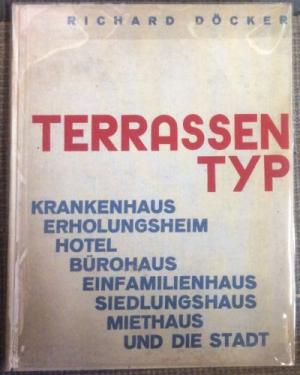 RICHARD DÖCKER
TERRASSEN
TYP
KRANKENHAUS
ERHOLUNGSHEIM
HOTEL
BÜROHAUS
EINFAMILIENHAUS
SIEDLUNGSHAUS
MIETHAUS
UND DIE STADT